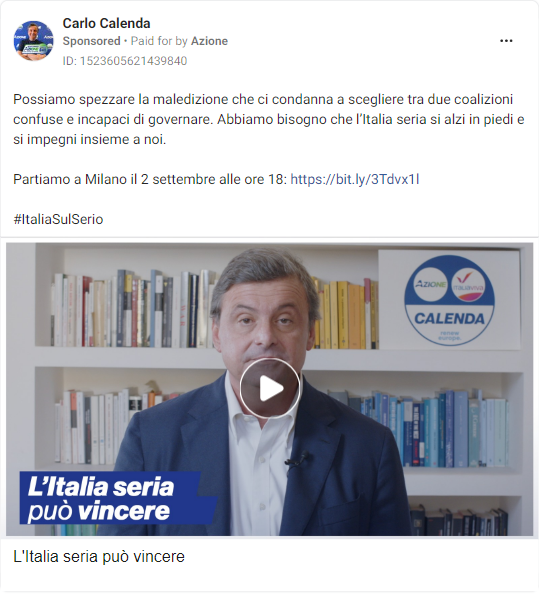 Carlo Calenda
Sponsored • Paid for by Azione
ID: 1523605621439840
Possiamo spezzare la maledizione che ci condanna a scegliere tra due coalizioni
confuse e incapaci di governare. Abbiamo bisogno che l'Italia seria si alzi in piedi e
si impegni insieme a noi.
Partiamo a Milano il 2 settembre alle ore 18: https://bit.ly/3Tdvx1l
#ItaliaSulSerio
AZIONE
ITALIA VIVA
CALENDA
renew
europe
L'Italia seria
può vincere
L'Italia seria può vincere